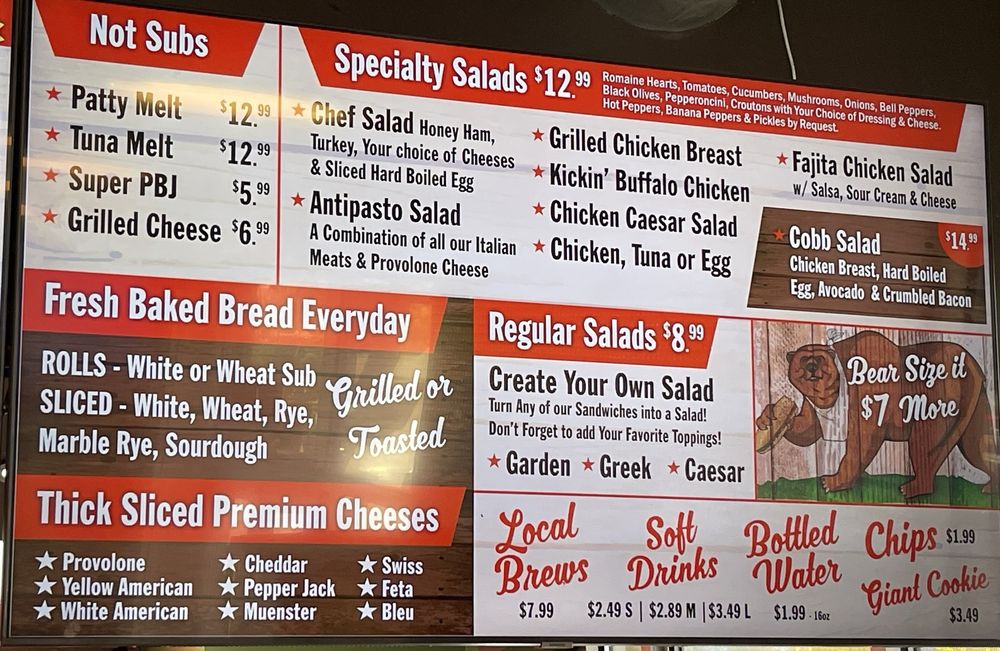 Not Subs
Patty Melt $12.99
Tuna Melt $12.99
Super PBJ $5.99
Grilled Cheese $6.99
Specialty Salads $12.99
Romaine Hearts, Tomatoes, Cucumbers, Mushrooms, Onions, Bell Peppers,
Black Olives, Pepperoncini, Croutons with Your Choice of Dressing & Cheese.
Hot Peppers, Banana Peppers & Pickles by Request.
Chef Salad Honey Ham,
Turkey, Your choice of Cheeses
& Sliced Hard Boiled Egg
Antipasto Salad
A Combination of all our Italian
Meats & Provolone Cheese
Grilled Chicken Breast
Kickin' Buffalo Chicken
Chicken Caesar Salad
Chicken, Tuna or Egg
Fajita Chicken Salad
w/ Salsa, Sour Cream & Cheese
Cobb Salad $14.99
Chicken Breast, Hard Boiled
Egg, Avocado & Crumbled Bacon
Fresh Baked Bread Everyday
ROLLS - White or Wheat Sub
SLICED - White, Wheat, Rye,
Marble Rye, Sourdough
Grilled or
Toasted
Thick Sliced Premium Cheeses
Provolone
Yellow American
White American
Cheddar
Pepper Jack
Muenster
Swiss
Feta
Bleu
Regular Salads $8.99
Create Your Own Salad
Turn Any of our Sandwiches into a Salad!
Don't Forget to add Your Favorite Toppings!
Garden Greek Caesar
Bear Size it
$7 More
Local
Brews
$7.99
Soft
Drinks
$2.49 S | $2.89 M | $3.49 L
Bottled
Water
$1.99 - 16oz
Chips $1.99
Giant Cookie
$3.49